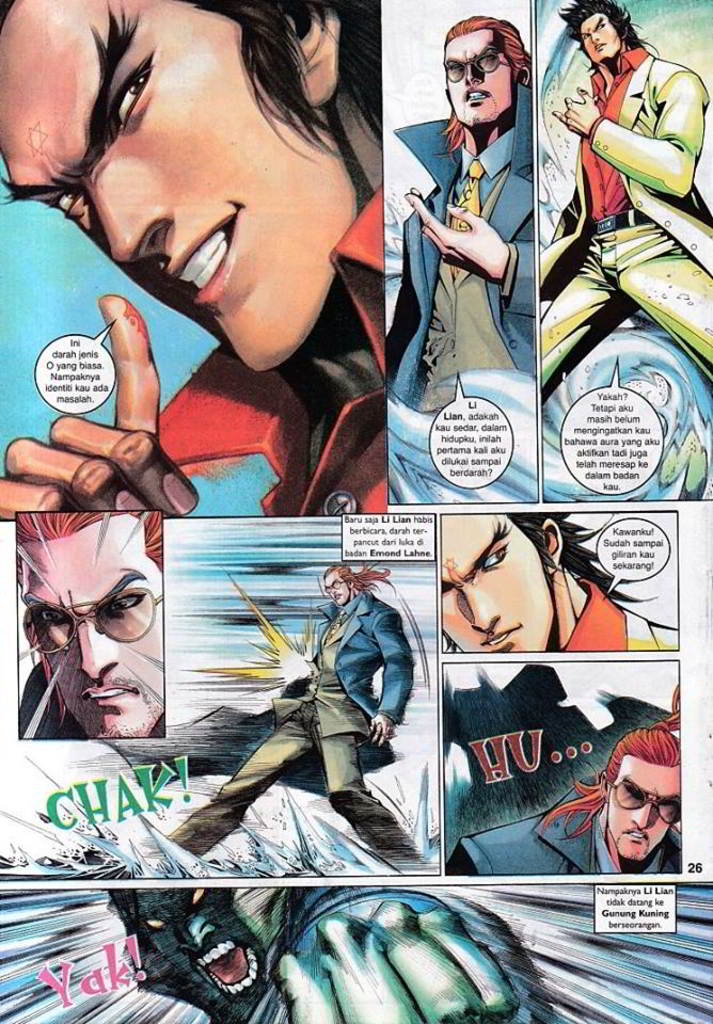 Ini
darah jenis
O yang biasa.
Nampaknya
identiti kau ada
masalah.
Li
Lian, adakah
kau sedar, dalam
hidupku, inilah
pertama kali aku
dilukai sampai
berdarah?
Yakah?
Tetapi aku
masih belum
mengingatkan kau
bahawa aura yang aku
aktifkan tadi juga
telah meresap ke
dalam badan
kau.
Baru saja Li Lian habis
berbicara, darah ter-
pancut dari luka di
badan Emond Lahne.
CHAK!
Kawanku!
Sudah sampai
giliran kau
sekarang!
HU...
26
Nampaknya Li Lian
tidak datang ke
Gunung Kuning
berseorangan.
Yak!